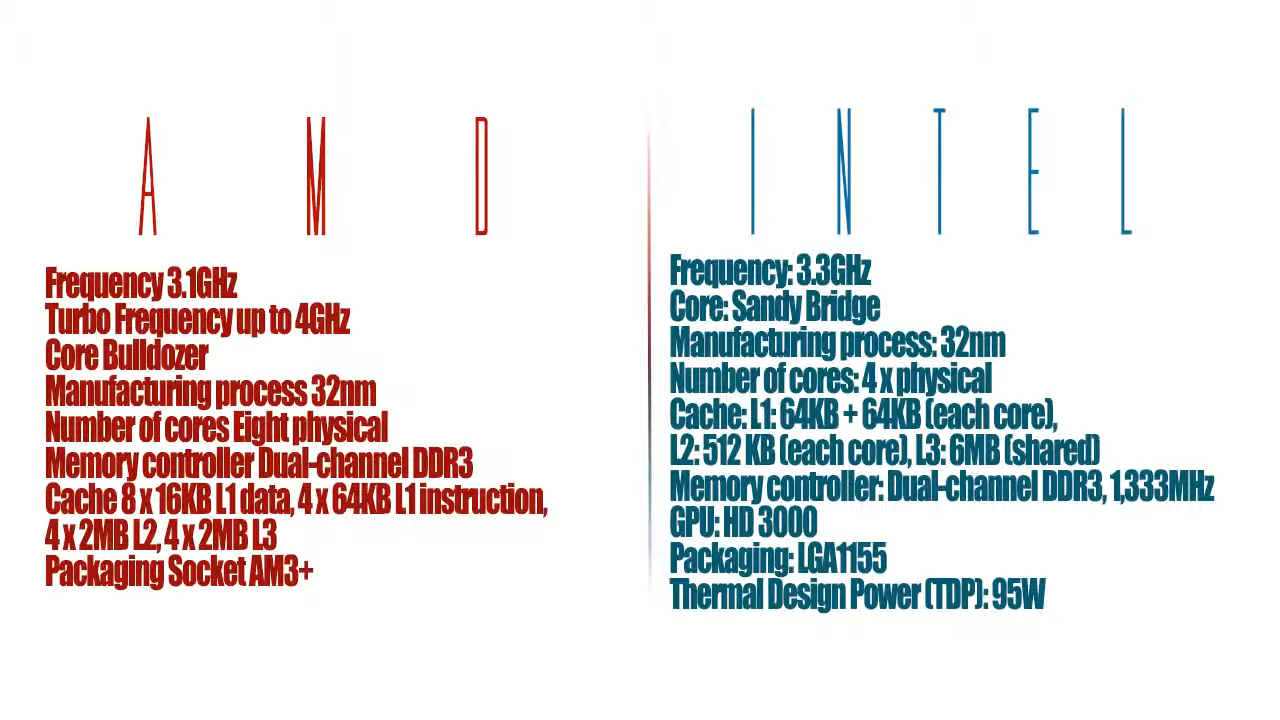 AMD
Frequency 3.1GHz
Turbo Frequency up to 4GHz
Core Bulldozer
Manufacturing process 32nm
Number of cores Eight physical
Memory controller Dual-channel DDR3
Cache 8 x 16KB L1 data, 4 x 64KB L1 instruction,
4 x 2MB L2, 4 x 2MB L3
Packaging Socket AM3+
INTEL
Frequency: 3.3GHz
Core: Sandy Bridge
Manufacturing process: 32nm
Number of cores: 4 x physical
Cache: L1: 64KB + 64KB (each core),
L2: 512 KB (each core), L3: 6MB (shared)
Memory controller: Dual-channel DDR3, 1,333MHz
GPU: HD 3000
Packaging: LGA1155
Thermal Design Power (TDP): 95W